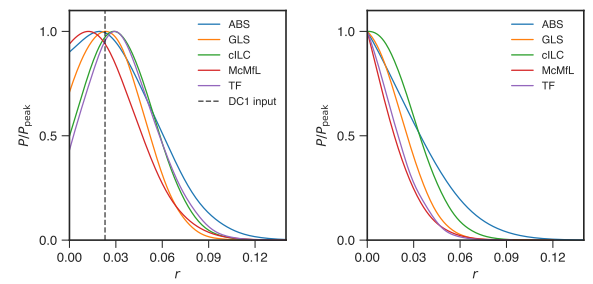 1.0
0.5
0.0
P/Ppeak
0.00 0.03 0.06 0.09 0.12
r
ABS
GLS
cILC
McMfL
TF
DC1 input
1.0
0.5
0.0
P/Ppeak
0.00 0.03 0.06 0.09 0.12
r
ABS
GLS
cILC
McMfL
TF